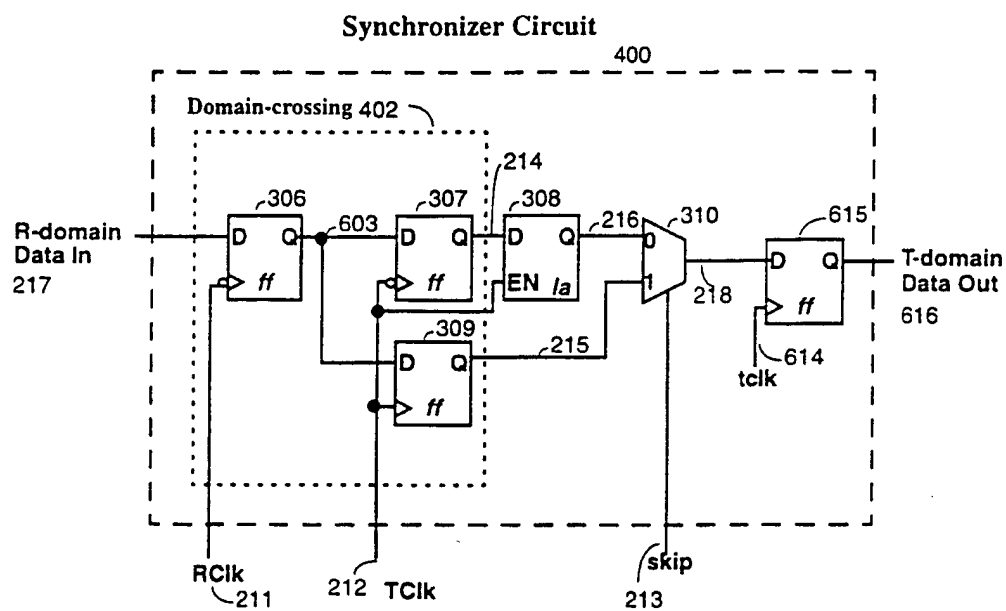 Synchronizer Circuit
400
Domain-crossing 402
214
306
307
308
310
615
603
216
R-domain
Data In
217
D Q
ff
D Q
ff
D Q
EN la
0
1
218
D Q
ff
T-domain
Data Out
616
309
D Q
ff
215
614
tclk
RClk
211
212
TClk
skip
213